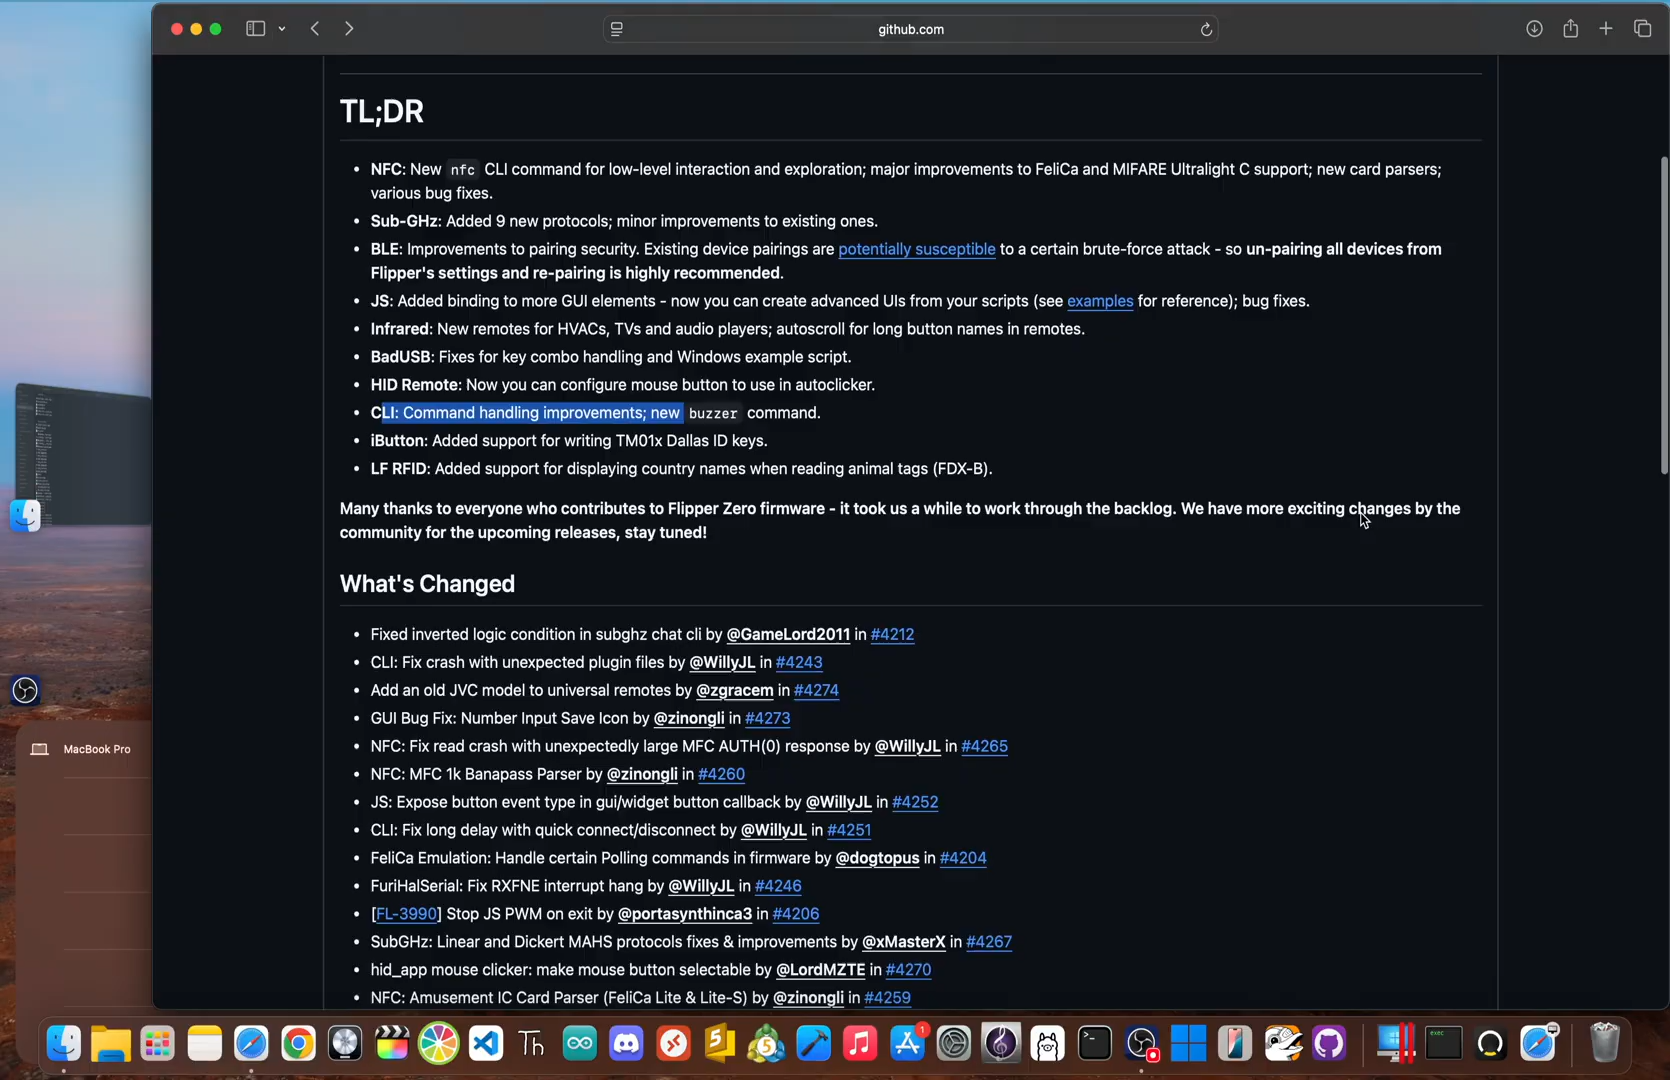 github.com
TL;DR
• NFC: New nfc CLI command for low-level interaction and exploration; major improvements to FeliCa and MIFARE Ultralight C support; new card parsers;
various bug fixes.
• Sub-GHz: Added 9 new protocols; minor improvements to existing ones.
• BLE: Improvements to pairing security. Existing device pairings are potentially susceptible to a certain brute-force attack - so un-pairing all devices from
Flipper's settings and re-pairing is highly recommended.
• JS: Added binding to more GUI elements - now you can create advanced UIs from your scripts (see examples for reference); bug fixes.
• Infrared: New remotes for HVACs, TVs and audio players; autoscroll for long button names in remotes.
• BadUSB: Fixes for key combo handling and Windows example script.
• HID Remote: Now you can configure mouse button to use in autoclicker.
• CLI: Command handling improvements; new buzzer command.
• iButton: Added support for writing TM01x Dallas ID keys.
• LF RFID: Added support for displaying country names when reading animal tags (FDX-B).
Many thanks to everyone who contributes to Flipper Zero firmware - it took us a while to work through the backlog. We have more exciting changes by the
community for the upcoming releases, stay tuned!
What's Changed
• Fixed inverted logic condition in subghz chat cli by @GameLord2011 in #4212
• CLI: Fix crash with unexpected plugin files by @WillyJL in #4243
• Add an old JVC model to universal remotes by @zgracem in #4274
• GUI Bug Fix: Number Input Save Icon by @zinongli in #4273
• NFC: Fix read crash with unexpectedly large MFC AUTH(0) response by @WillyJL in #4265
• NFC: MFC 1k Banapass Parser by @zinongli in #4260
• JS: Expose button event type in gui/widget button callback by @WillyJL in #4252
• CLI: Fix long delay with quick connect/disconnect by @WillyJL in #4251
• FeliCa Emulation: Handle certain Polling commands in firmware by @dogtopus in #4204
• FuriHalSerial: Fix RXFNE interrupt hang by @WillyJL in #4246
• [FL-3990] Stop JS PWM on exit by @portasynthinca3 in #4206
• SubGHz: Linear and Dickert MAHS protocols fixes & improvements by @xMasterX in #4267
• hid_app mouse clicker: make mouse button selectable by @LordMZTE in #4270
• NFC: Amusement IC Card Parser (FeliCa Lite & Lite-S) by @zinongli in #4259
MacBook Pro
Th
5
5
1
exec